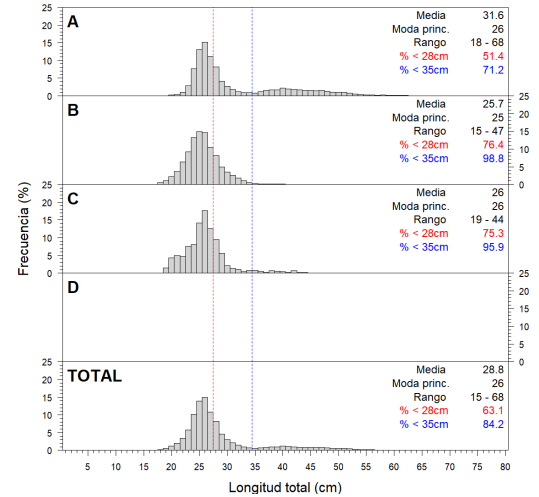 Frecuencia (%)
25
20
15
10
5
0
A
Media 31.6
Moda princ. 26
Rango 18 - 68
% < 28cm 51.4
% < 35cm 71.2
25
20
15
10
5
0
B
Media 25.7
Moda princ. 25
Rango 15 - 47
% < 28cm 76.4
% < 35cm 98.8
25
20
15
10
5
0
C
Media 26
Moda princ. 26
Rango 19 - 44
% < 28cm 75.3
% < 35cm 95.9
25
20
15
10
5
0
D
25
20
15
10
5
0
TOTAL
Media 28.8
Moda princ. 26
Rango 15 - 68
% < 28cm 63.1
% < 35cm 84.2
5 10 15 20 25 30 35 40 45 50 55 60 65 70 75 80
Longitud total (cm)